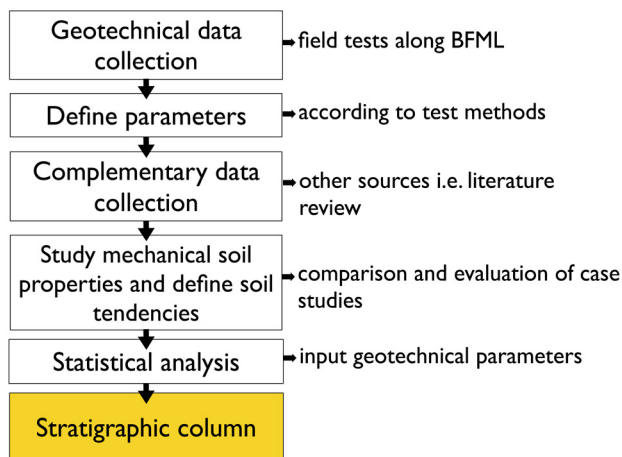 Geotechnical data
collection
field tests along BFML
Define parameters
according to test methods
Complementary data
collection
other sources i.e. literature
review
Study mechanical soil
properties and define soil
tendencies
comparison and evaluation of case
studies
Statistical analysis
input geotechnical parameters
Stratigraphic column